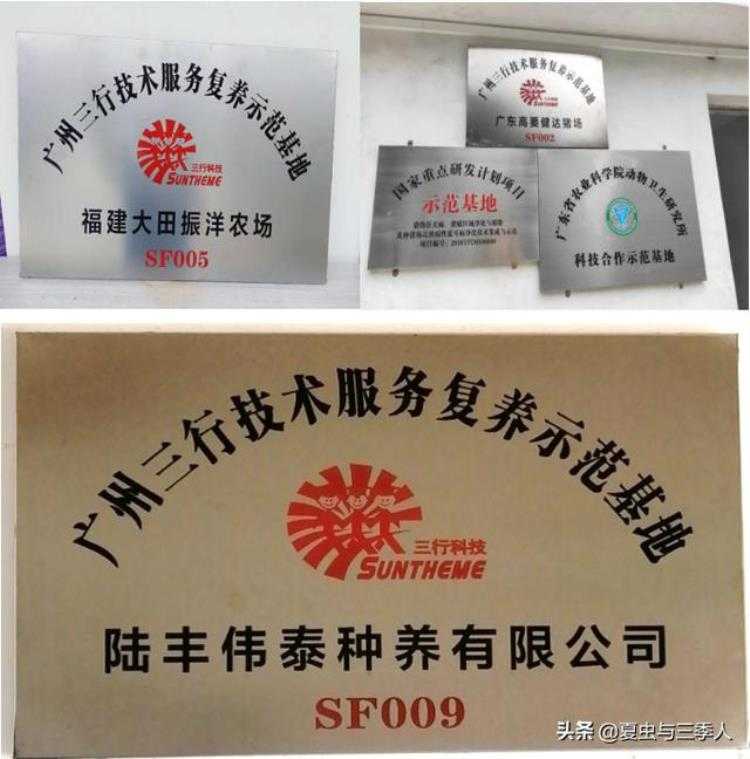 广州三行技术服务复养示范基地
三行科技
SUNTHEME
福建大田振洋农场
SF005
广州三行技术服务复养示范基地
SUNTHEME
广东高要健达猪场
SF002
国家重点研发计划项目
示范基地
广东省农业科学院动物卫生研究所
科技合作示范基地
广州三行技术服务复养示范基地
三行科技
SUNTHEME
陆丰伟泰种养有限公司
SF009
头条 @夏虫与三季人